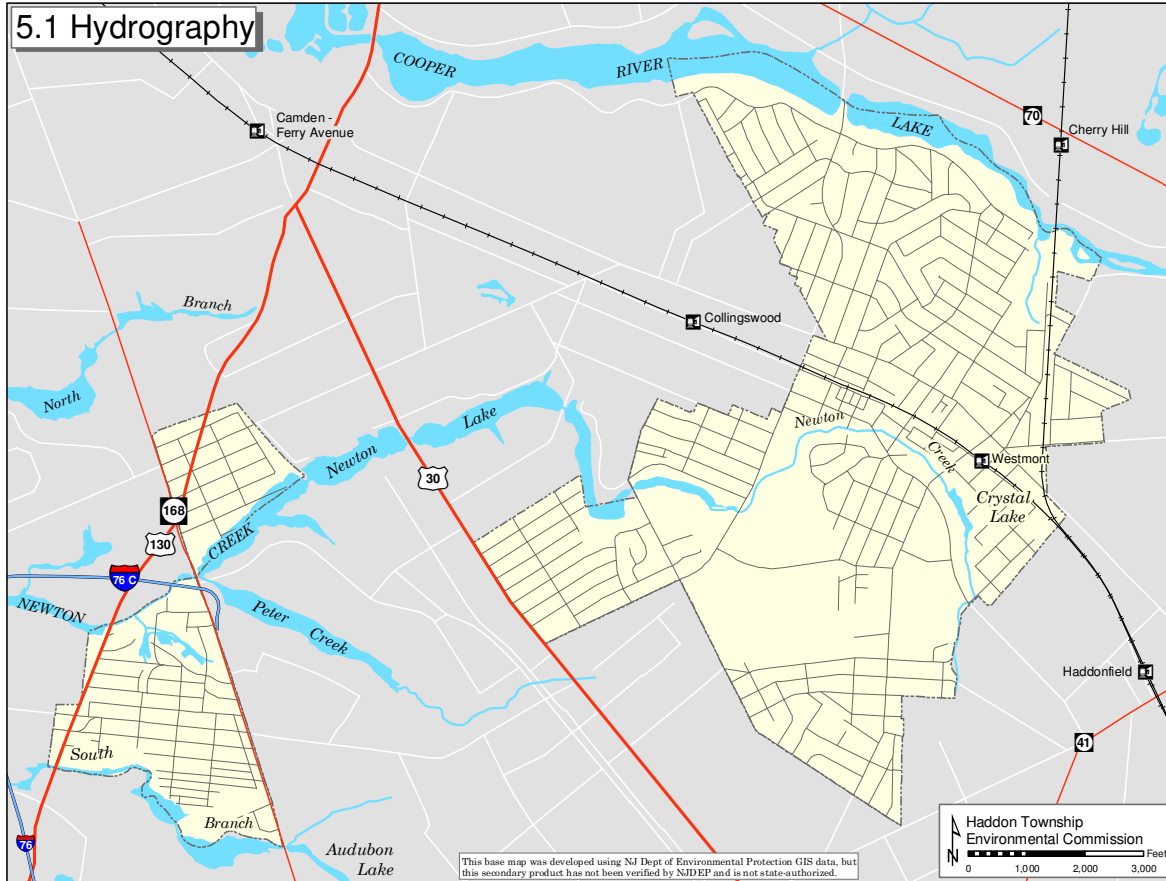 5.1 Hydrography
COOPER
RIVER
LAKE
70
Cherry Hill
Camden -
Ferry Avenue
Branch
North
Collingswood
Newton
Lake
Newton
Creek
Westmont
Crystal
Lake
30
168
130
CREEK
76 C
NEWTON
Peter
Creek
Haddonfield
41
South
Branch
76
Audubon
Lake
This base map was developed using NJ Dept of Environmental Protection GIS data, but
this secondary product has not been verified by NJDEP and is not state-authorized.
Haddon Township
Environmental Commission
N
Feet
0 1,000 2,000 3,000